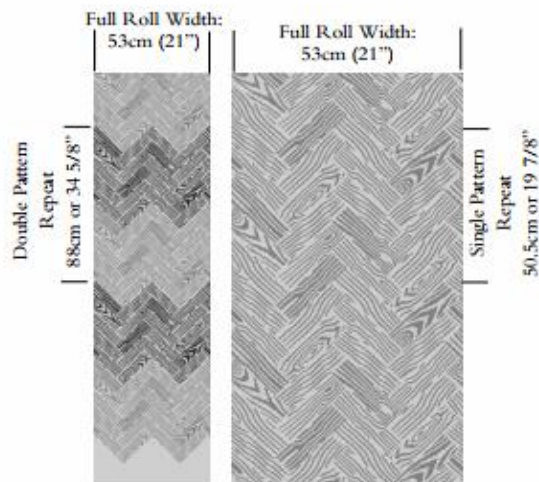 Full Roll Width:
53cm (21”)
Full Roll Width:
53cm (21”)
Double Pattern
Repeat
88cm or 34 5/8”
Single Pattern
Repeat
50.5cm or 19 7/8”